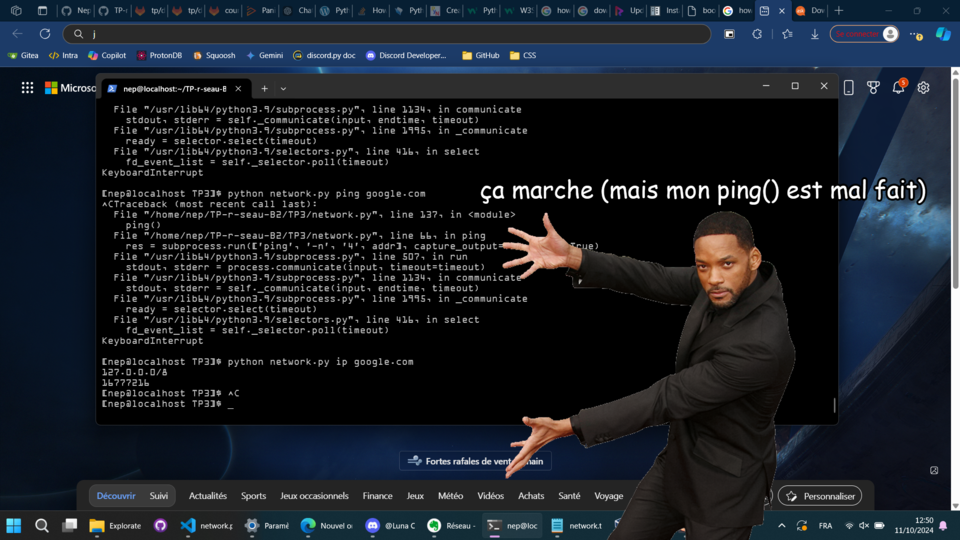 Nep
TP-r
tp/c
tp/c
cou
Pan
Cha
Pyt
How
Pyt
Crea
Pyt
W3S
how
dow
Upc
Inst
boc
how
Dov
j
Se connecter
Gitea
Intra
Copilot
ProtonDB
Squoosh
Gemini
discord.py doc
Discord Developer...
GitHub
CSS
Microso
nep@localhost:~/TP-r-seau-B
5
File "/usr/lib64/python3.9/subprocess.py", line 1134, in communicate
stdout, stderr = self._communicate(input, endtime, timeout)
File "/usr/lib64/python3.9/subprocess.py", line 1995, in _communicate
ready = selector.select(timeout)
File "/usr/lib64/python3.9/selectors.py", line 416, in select
fd_event_list = self._selector.poll(timeout)
KeyboardInterrupt
[nep@localhost TP3]$ python network.py ping google.com
^CTraceback (most recent call last):
File "/home/nep/TP-r-seau-B2/TP3/network.py", line 137, in <module>
ping()
File "/home/nep/TP-r-seau-B2/TP3/network.py", line 66, in ping
res = subprocess.run(['ping', '-n', '4', addr], capture_output= True)
File "/usr/lib64/python3.9/subprocess.py", line 507, in run
stdout, stderr = process.communicate(input, timeout=timeout)
File "/usr/lib64/python3.9/subprocess.py", line 1134, in communicate
stdout, stderr = self._communicate(input, endtime, timeout)
File "/usr/lib64/python3.9/subprocess.py", line 1995, in _communicate
ready = selector.select(timeout)
File "/usr/lib64/python3.9/selectors.py", line 416, in select
fd_event_list = self._selector.poll(timeout)
KeyboardInterrupt
[nep@localhost TP3]$ python network.py ip google.com
127.0.0.0/8
16777216
[nep@localhost TP3]$ ^C
[nep@localhost TP3]$ _
ça marche (mais mon ping() est mal fait)
Fortes rafales de vent main
Découvrir
Suivi
Actualités
Sports
Jeux occasionnels
Finance
Jeux
Météo
Vidéos
Achats
Santé
Voyage
Personnaliser
Explorate
network.p
Paramè
Nouvel o
@Luna C
Réseau -
nep@loc
network.t
FRA
12:50
11/10/2024